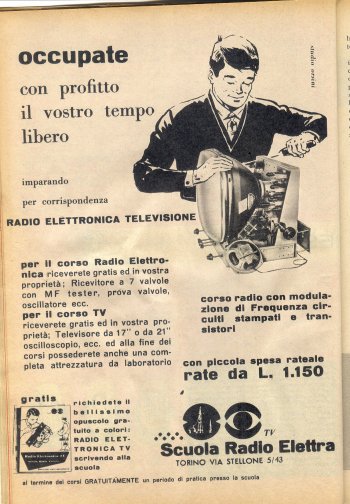 occupate
con profitto
il vostro tempo
libero
studio orsini
imparando
per corrispondenza
RADIO ELETTRONICA TELEVISIONE
per il corso Radio Elettro-
nica riceverete gratis ed in vostra
proprietà; Ricevitore a 7 valvole
con MF tester, prova valvole,
oscillatore ecc.
per il corso TV
riceverete gratis ed in vostra pro-
prietà; Televisore da 17" o da 21"
oscilloscopio, ecc. ed alla fine dei
corsi possederete anche una com-
pleta attrezzatura da laboratorio
corso radio con modula-
zione di Frequenza cir-
cuiti stampati e tran-
sistori
con piccola spesa rateale
rate da L. 1.150
gratis
richiedete il
bellissimo
opuscolo gra-
tuito a colori:
RADIO ELET-
TRONICA TV
scrivendo alla
scuola
TV
Scuola Radio Elettra
TORINO VIA STELLONE 5/43
al termine dei corsi GRATUITAMENTE un periodo di pratica presso la scuola